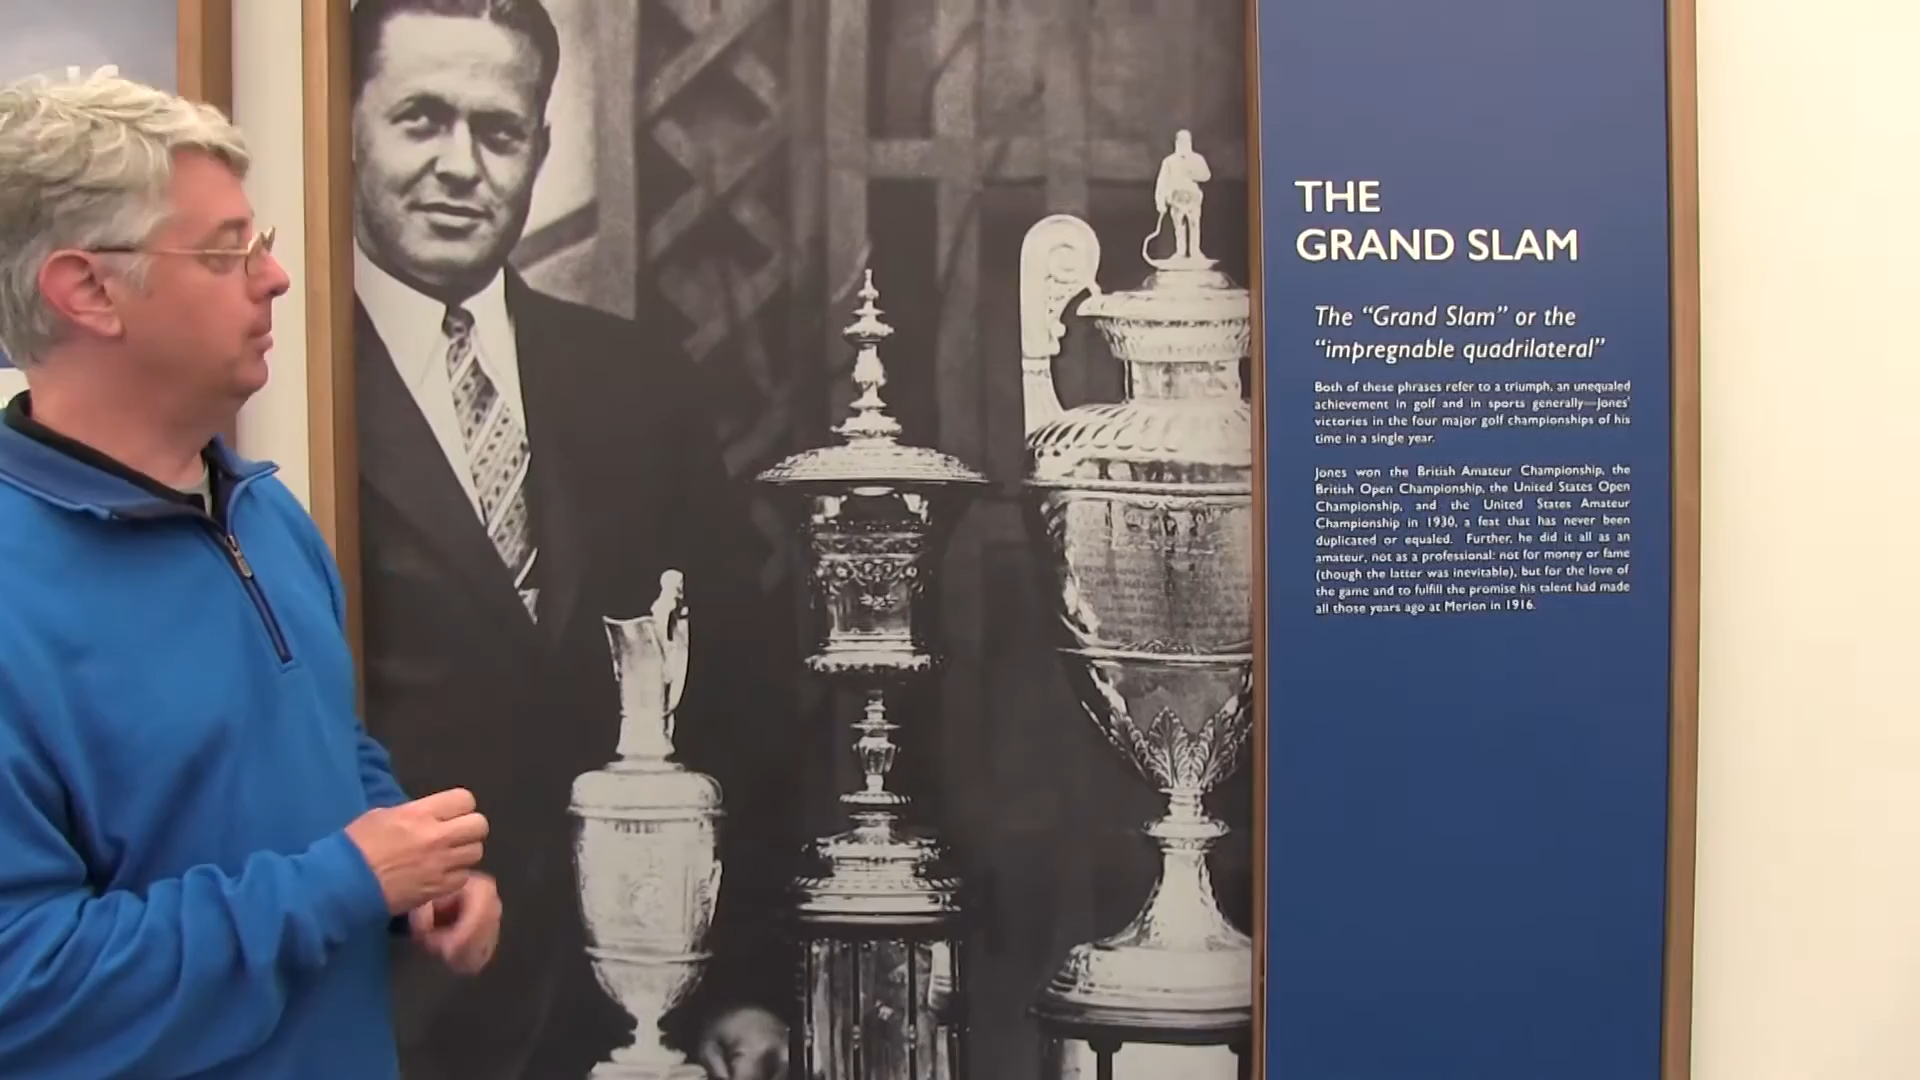 THE
GRAND SLAM
The “Grand Slam” or the
“impregnable quadrilateral”
Both of these phrases refer to a triumph, an unequaled
achievement in golf and in sports generally—Jones'
victories in the four major golf championships of his
time in a single year.
Jones won the British Amateur Championship, the
British Open Championship, the United States Open
Championship, and the United States Amateur
Championship in 1930, a feat that has never been
duplicated or equaled. Further, he did it all as an
amateur, not as a professional: not for money or fame
(though the latter was inevitable), but for the love of
the game and to fulfill the promise his talent had made
all those years ago at Merion in 1916.